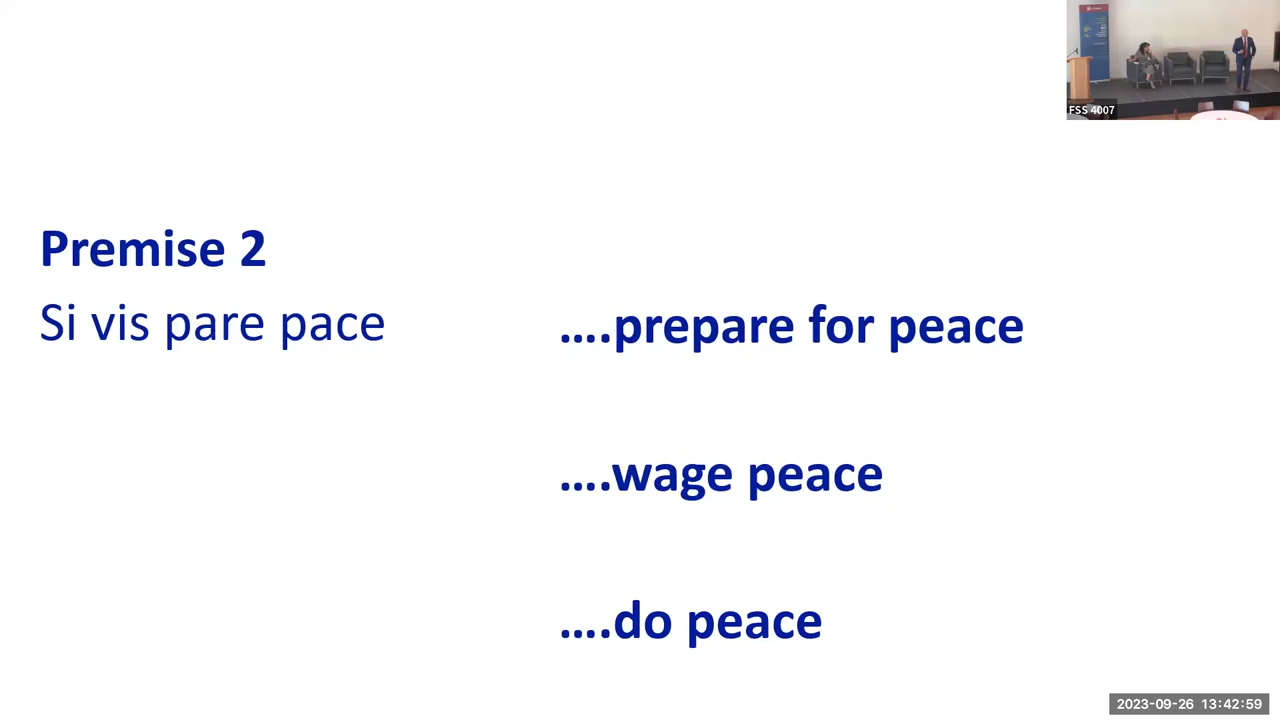 FSS 4007
Premise 2
Si vis pare pace
....prepare for peace
....wage peace
....do peace
2023-09-26 13:42:59